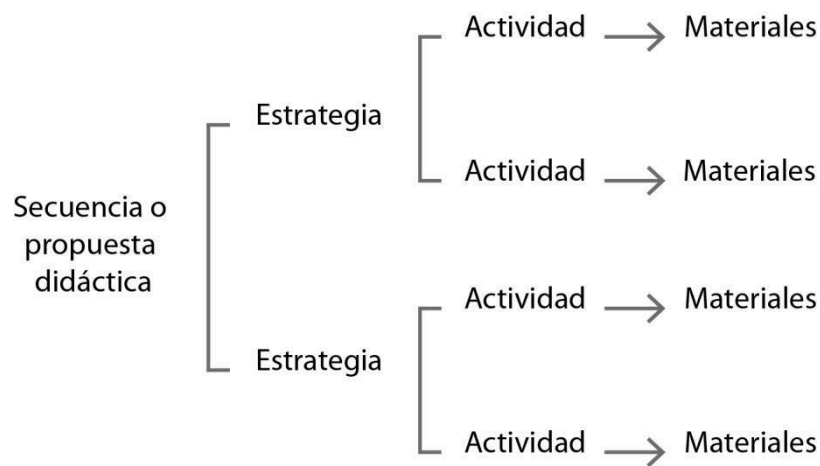 Secuencia o
propuesta
didáctica
Estrategia
Actividad
Materiales
Actividad
Materiales
Estrategia
Actividad
Materiales
Actividad
Materiales